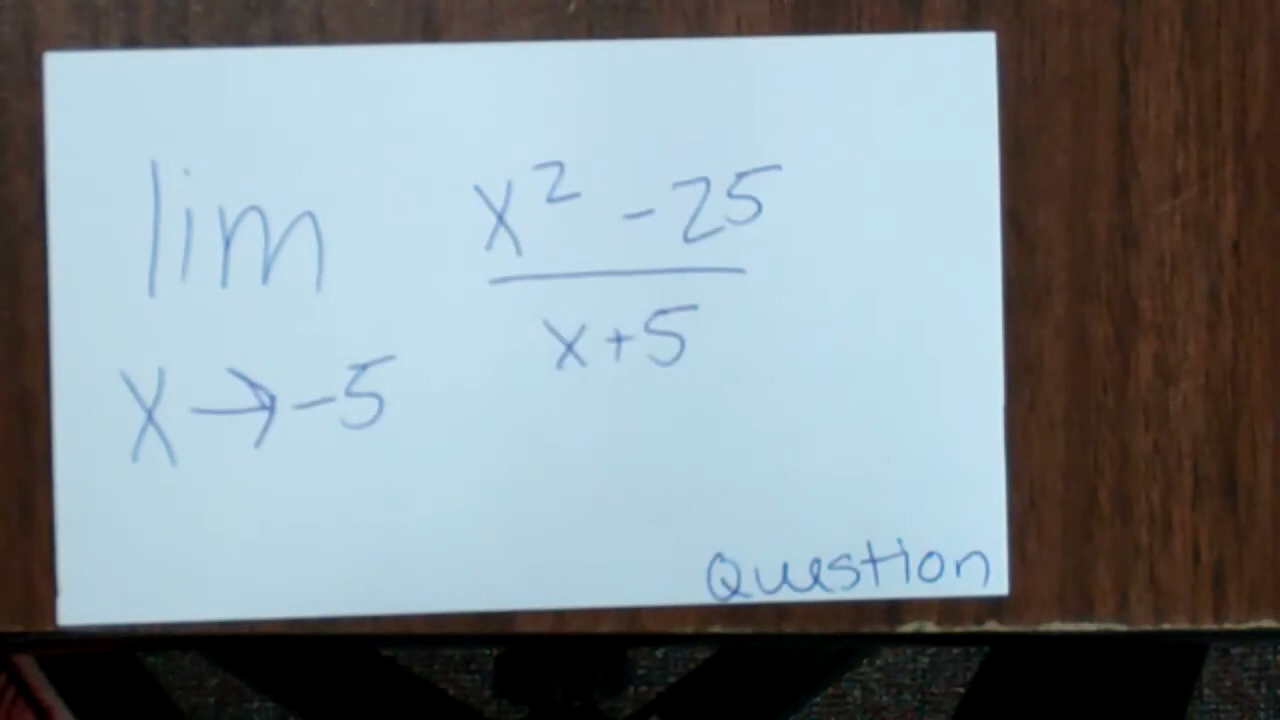 lim x² - 25
x + 5
x → -5
Question